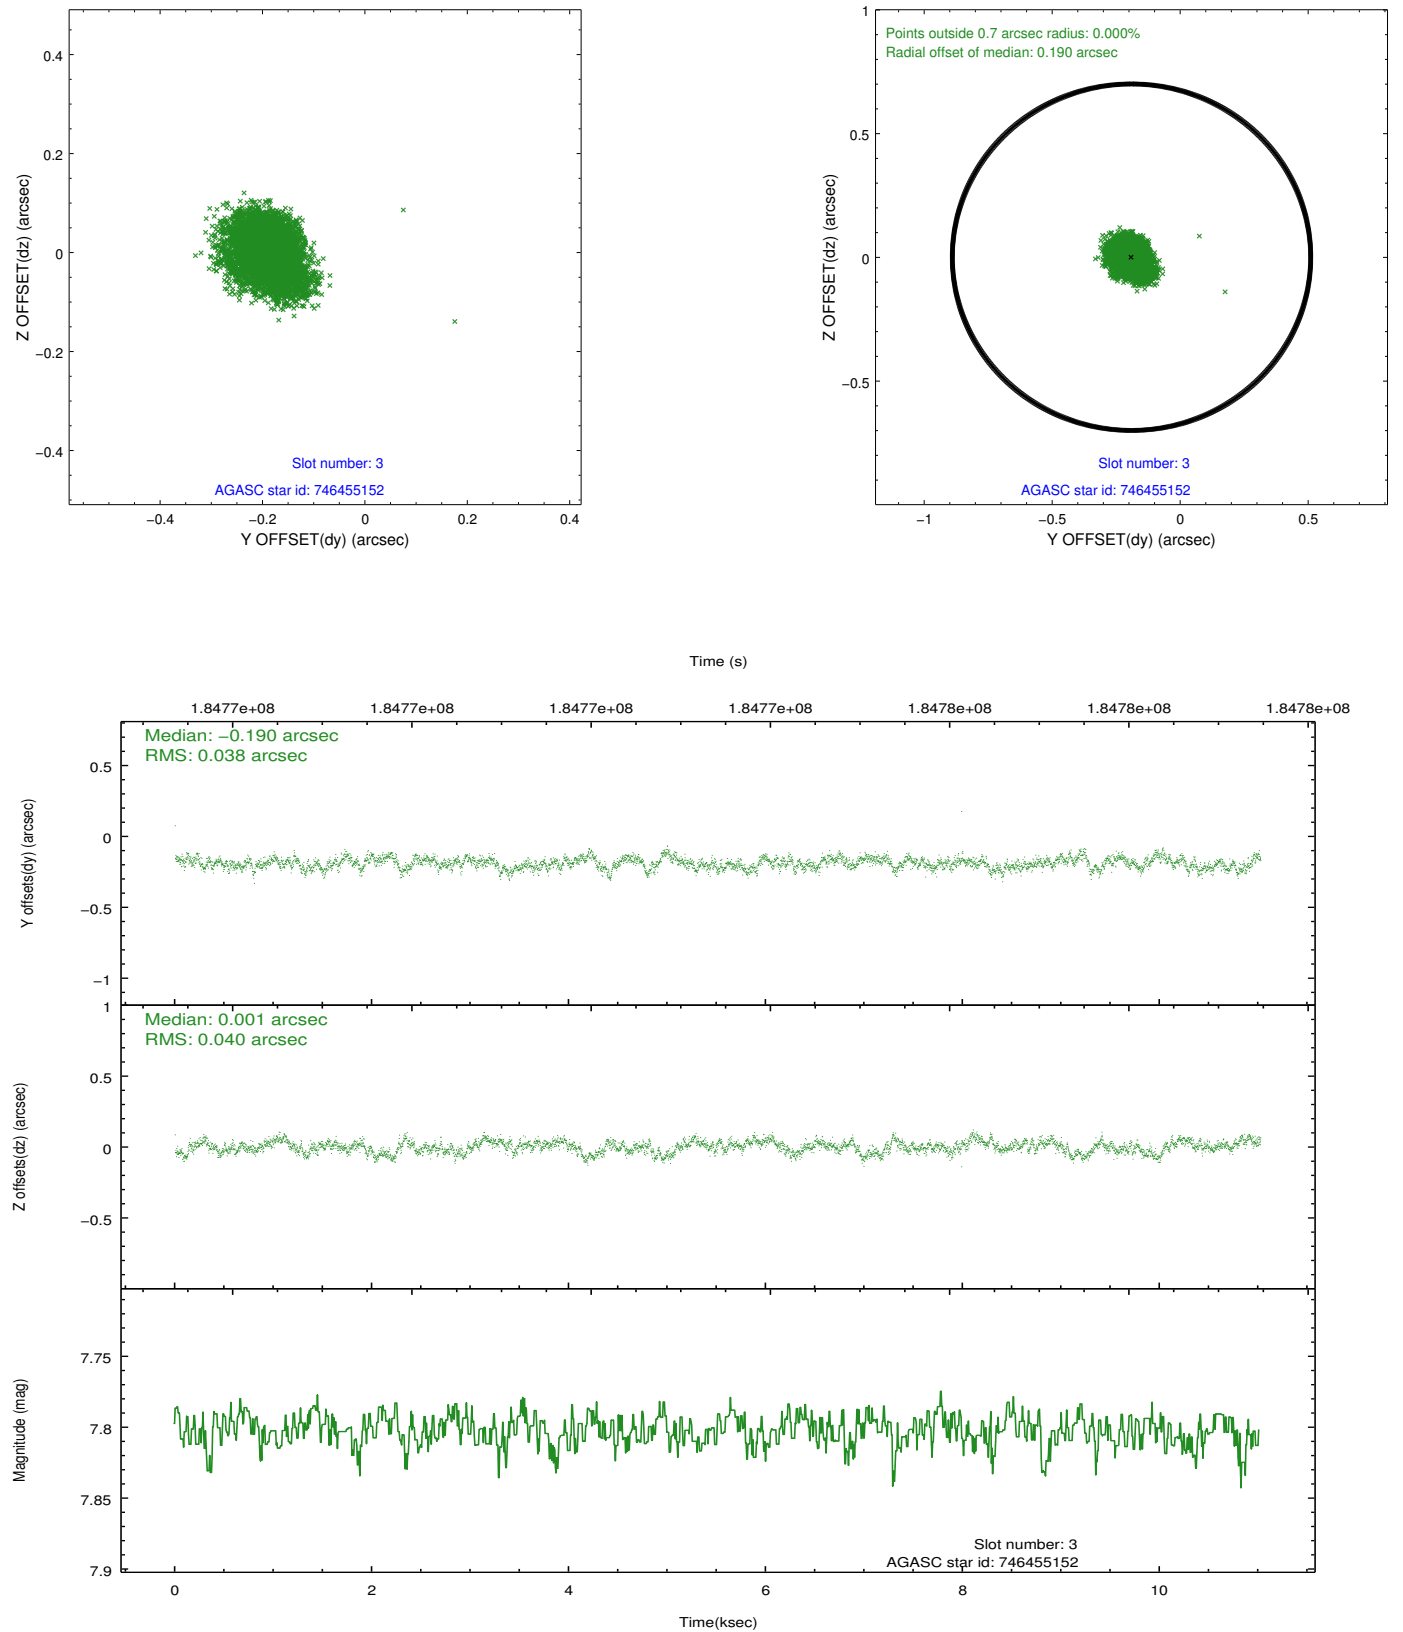 0.4
0.2
0
−0.2
−0.4
Z OFFSET(dz) (arcsec)
Slot number: 3
AGASC star id: 746455152
−0.4 −0.2 0 0.2 0.4
Y OFFSET(dy) (arcsec)
1
0.5
0
−0.5
Z OFFSET(dz) (arcsec)
Points outside 0.7 arcsec radius: 0.000%
Radial offset of median: 0.190 arcsec
Slot number: 3
AGASC star id: 746455152
−1 −0.5 0 0.5
Y OFFSET(dy) (arcsec)
Time (s)
1.8477e+08 1.8477e+08 1.8477e+08 1.8477e+08 1.8478e+08 1.8478e+08 1.8478e+08
Median: −0.190 arcsec
RMS: 0.038 arcsec
0.5
0
−0.5
−1
Y offsets(dy) (arcsec)
Median: 0.001 arcsec
RMS: 0.040 arcsec
1
0.5
0
−0.5
Z offsets(dz) (arcsec)
7.75
7.8
7.85
7.9
Magnitude (mag)
Slot number: 3
AGASC star id: 746455152
0 2 4 6 8 10
Time(ksec)